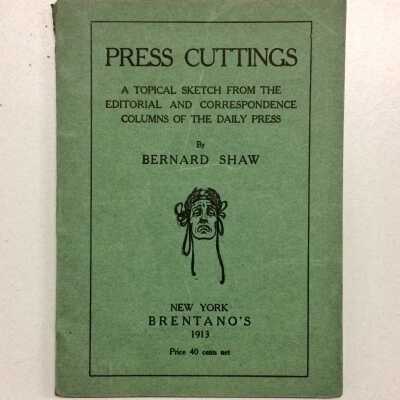 PRESS CUTTINGS
A TOPICAL SKETCH FROM THE
EDITORIAL AND CORRESPONDENCE
COLUMNS OF THE DAILY PRESS
By
BERNARD SHAW
NEW YORK
BRENTANO'S
1913
Price 40 cents net